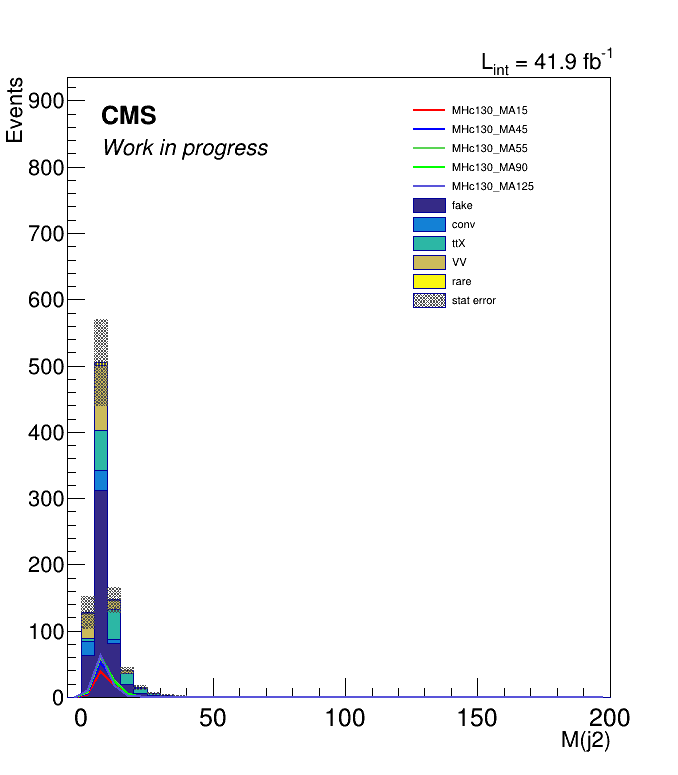 L_int = 41.9 fb^-1
Events
CMS
Work in progress
MHc130_MA15
MHc130_MA45
MHc130_MA55
MHc130_MA90
MHc130_MA125
fake
conv
ttX
VV
rare
stat error
900
800
700
600
500
400
300
200
100
0
0 50 100 150 200
M(j2)